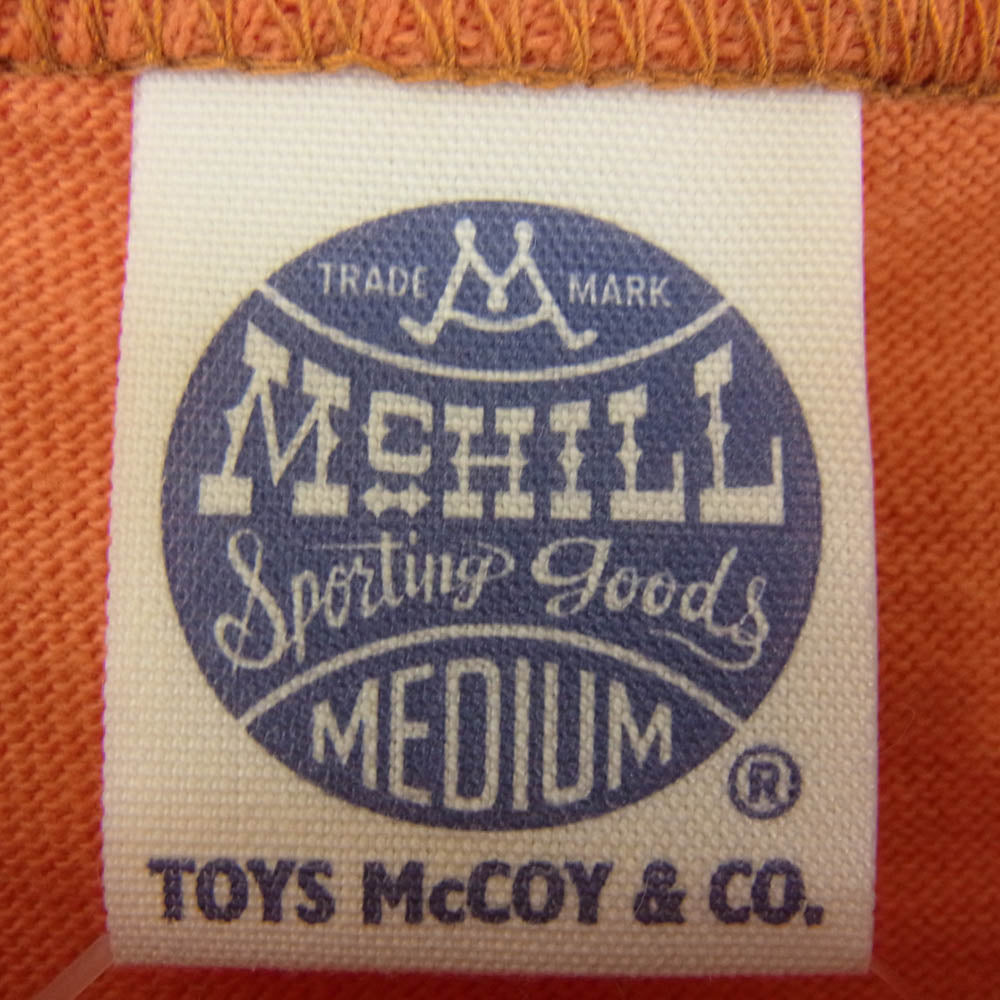 TRADE M MARK
McHILL
Sporting Goods
MEDIUM
®
TOYS McCOY & CO.